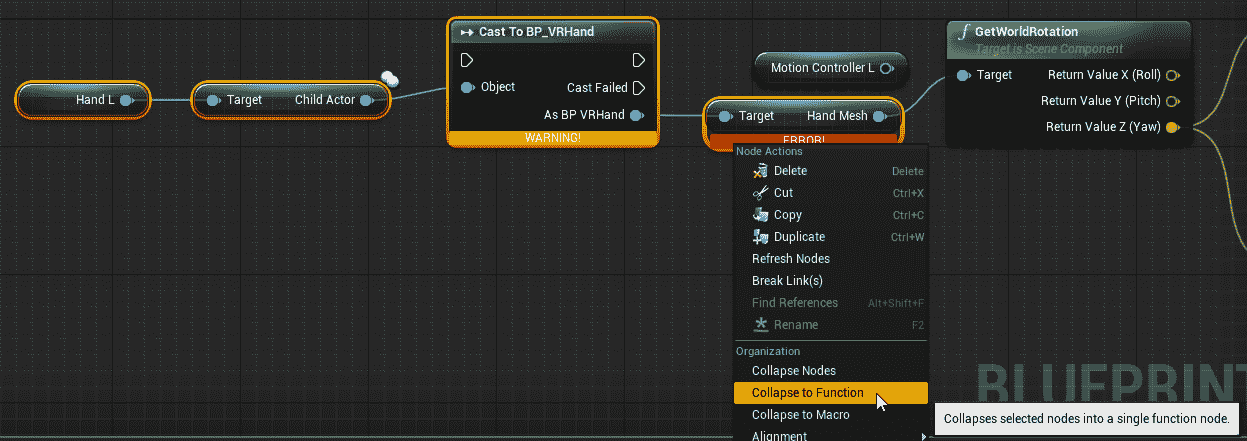 Cast To BP_VRHand
Hand L
Target Child Actor
Object
Cast Failed
As BP VRHand
WARNING!
Motion Controller L
Target Hand Mesh
ERROR!
GetWorldRotation
Target is Scene Component
Target Return Value X (Roll)
Return Value Y (Pitch)
Return Value Z (Yaw)
Node Actions
Delete Delete
Cut Ctrl+X
Copy Ctrl+C
Duplicate Ctrl+W
Refresh Nodes
Break Link(s)
Find References Alt+Shift+F
Rename F2
Organization
Collapse Nodes
Collapse to Function
Collapse to Macro
Alignment
Collapses selected nodes into a single function node.
BLUEPRINT